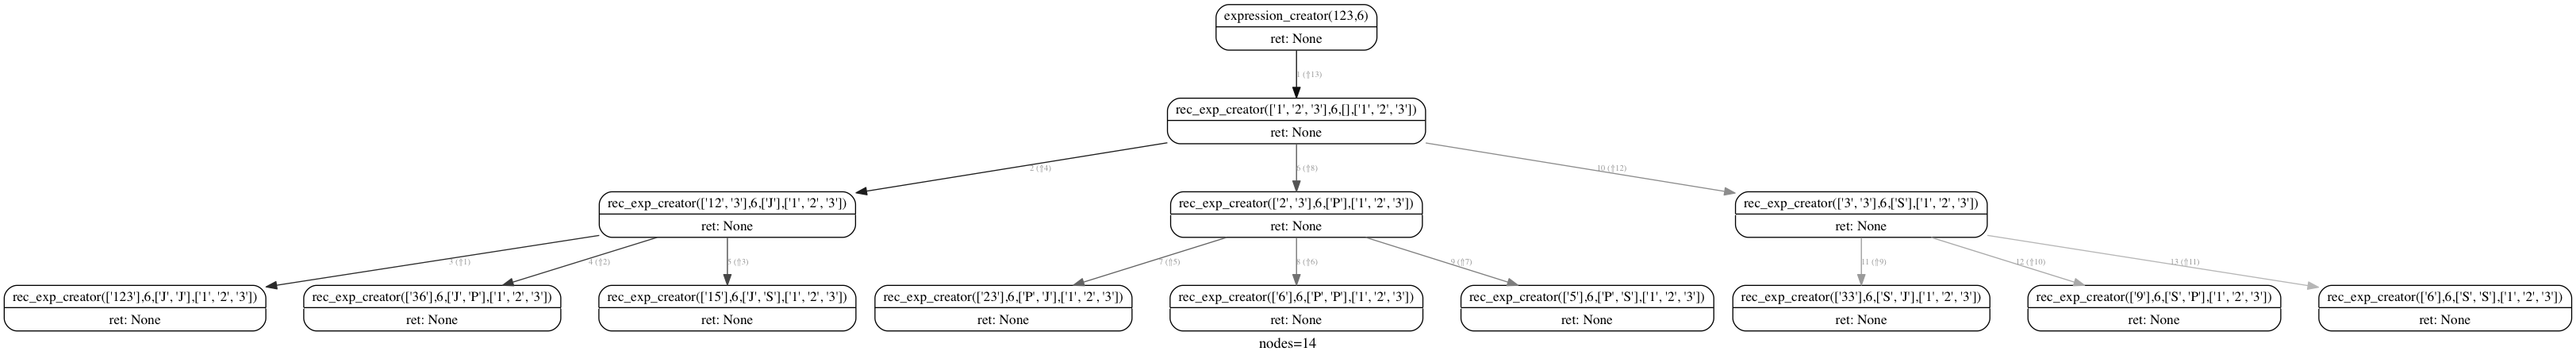 expression_creator(123,6)
ret: None
1 (⇧13)
rec_exp_creator(['1', '2', '3'],6,[],['1', '2', '3'])
ret: None
2 (⇧4)
6 (⇧8)
10 (⇧12)
rec_exp_creator(['12', '3'],6,['J'],['1', '2', '3'])
ret: None
rec_exp_creator(['2', '3'],6,['P'],['1', '2', '3'])
ret: None
rec_exp_creator(['3', '3'],6,['S'],['1', '2', '3'])
ret: None
3 (⇧1)
4 (⇧2)
5 (⇧3)
7 (⇧5)
8 (⇧6)
9 (⇧7)
11 (⇧9)
12 (⇧10)
13 (⇧11)
rec_exp_creator(['123'],6,['J', 'J'],['1', '2', '3'])
ret: None
rec_exp_creator(['36'],6,['J', 'P'],['1', '2', '3'])
ret: None
rec_exp_creator(['15'],6,['J', 'S'],['1', '2', '3'])
ret: None
rec_exp_creator(['23'],6,['P', 'J'],['1', '2', '3'])
ret: None
rec_exp_creator(['6'],6,['P', 'P'],['1', '2', '3'])
ret: None
rec_exp_creator(['5'],6,['P', 'S'],['1', '2', '3'])
ret: None
rec_exp_creator(['33'],6,['S', 'J'],['1', '2', '3'])
ret: None
rec_exp_creator(['9'],6,['S', 'P'],['1', '2', '3'])
ret: None
rec_exp_creator(['6'],6,['S', 'S'],['1', '2', '3'])
ret: None
nodes=14